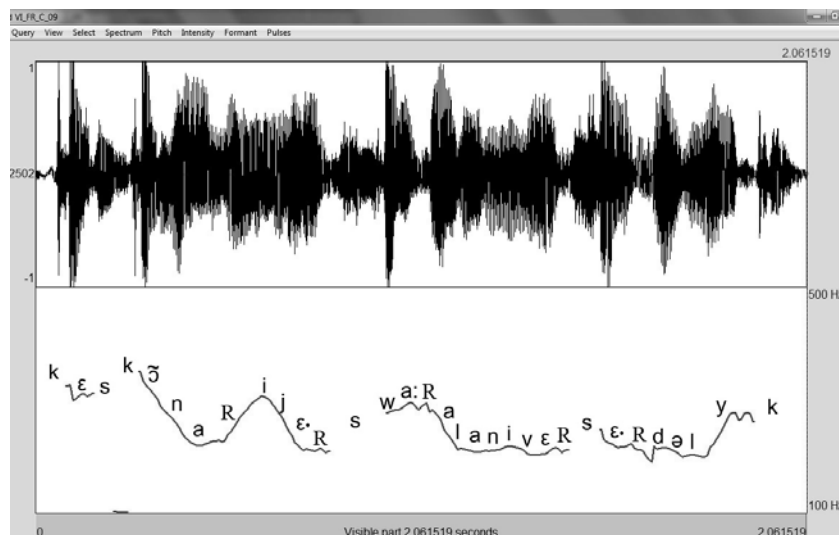 d VI_FR_C_09
Query View Select Spectrum Pitch Intensity Formant Pulses
2.061519
1
2502
-1
500 H
k ɛ s k ɔ̃ n a R i j ɛ· R s w a: R a l a n i v ɛ R s ɛ· R d ə l y k
100 Hz
0 Visible part 2.061519 seconds 2.061519